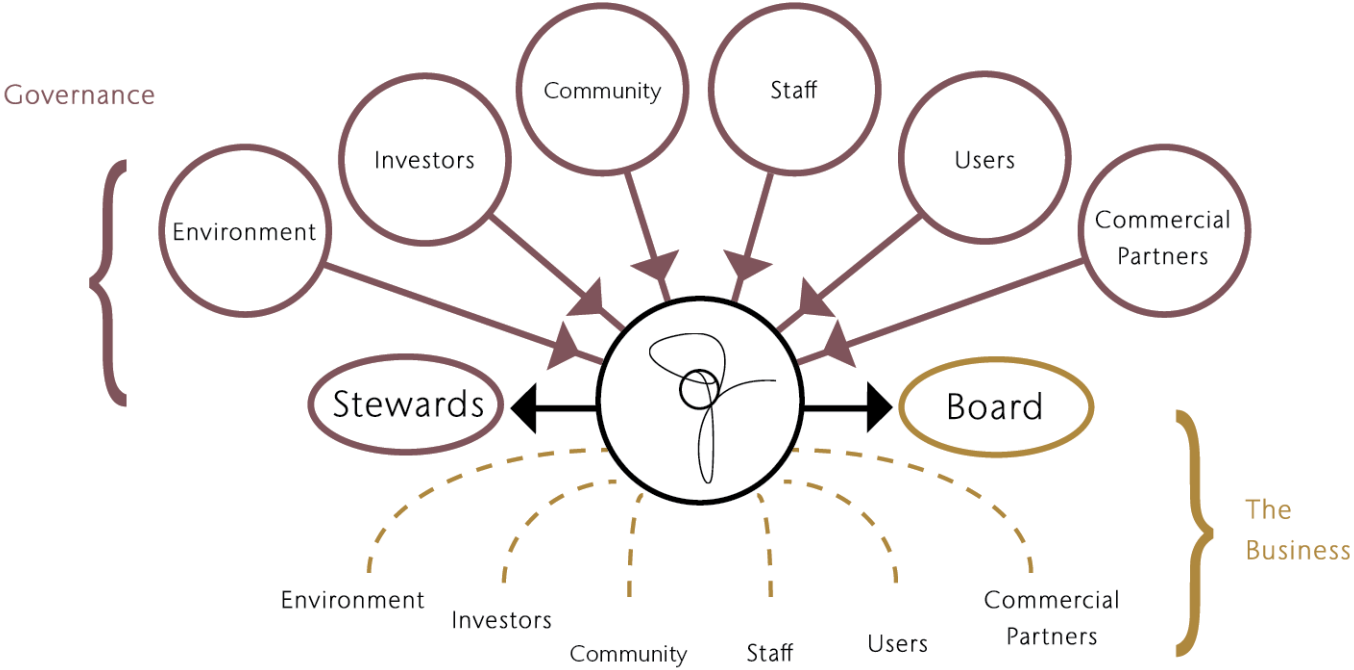 Governance
Community
Staff
Investors
Users
Environment
Commercial
Partners
Stewards
Board
The
Business
Environment
Investors
Community
Staff
Users
Commercial
Partners